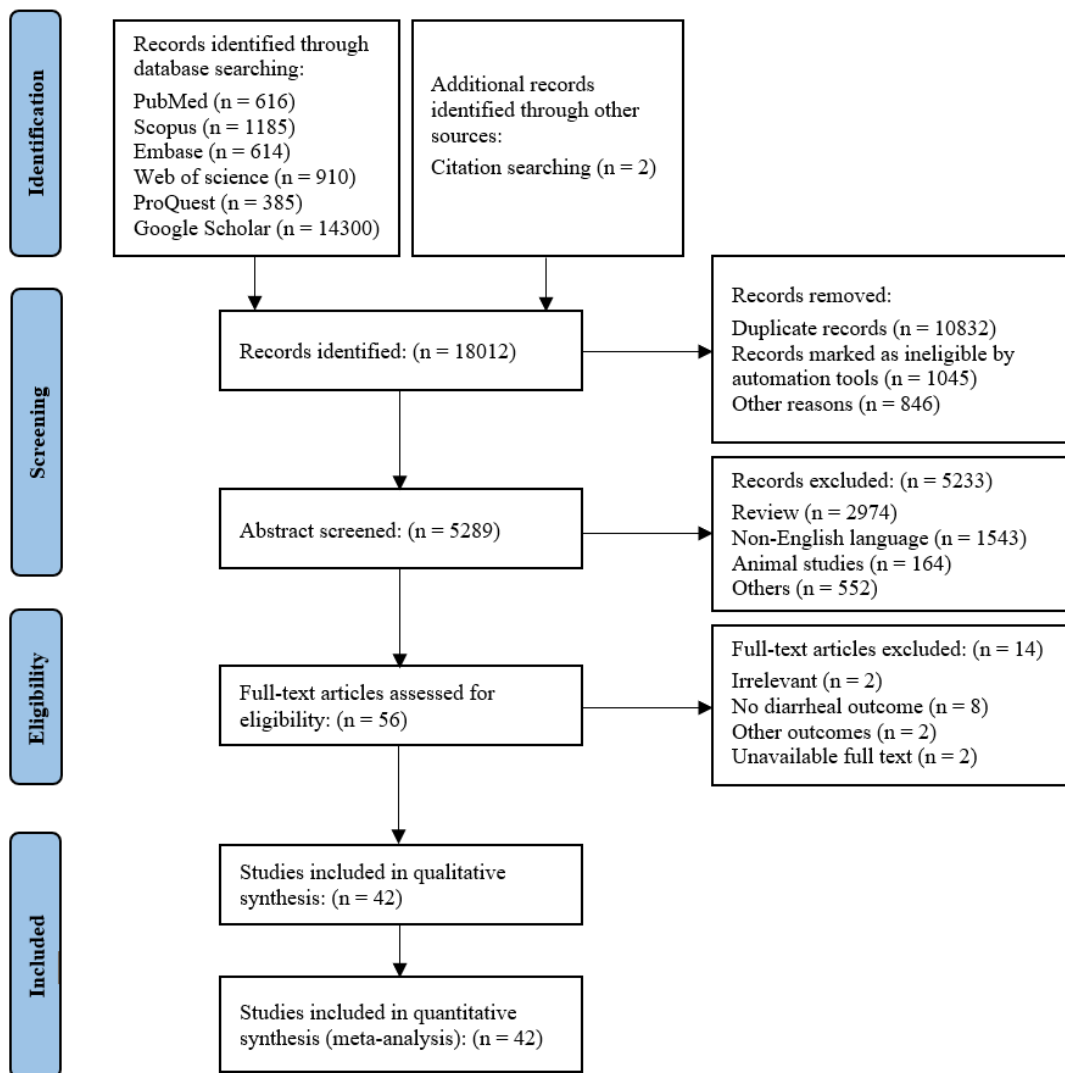 Identification
Records identified through
database searching:
PubMed (n = 616)
Scopus (n = 1185)
Embase (n = 614)
Web of science (n = 910)
ProQuest (n = 385)
Google Scholar (n = 14300)
Additional records
identified through other
sources:
Citation searching (n = 2)
Screening
Records identified: (n = 18012)
Records removed:
Duplicate records (n = 10832)
Records marked as ineligible by
automation tools (n = 1045)
Other reasons (n = 846)
Abstract screened: (n = 5289)
Records excluded: (n = 5233)
Review (n = 2974)
Non-English language (n = 1543)
Animal studies (n = 164)
Others (n = 552)
Eligibility
Full-text articles assessed for
eligibility: (n = 56)
Full-text articles excluded: (n = 14)
Irrelevant (n = 2)
No diarrheal outcome (n = 8)
Other outcomes (n = 2)
Unavailable full text (n = 2)
Included
Studies included in qualitative
synthesis: (n = 42)
Studies included in quantitative
synthesis (meta-analysis): (n = 42)